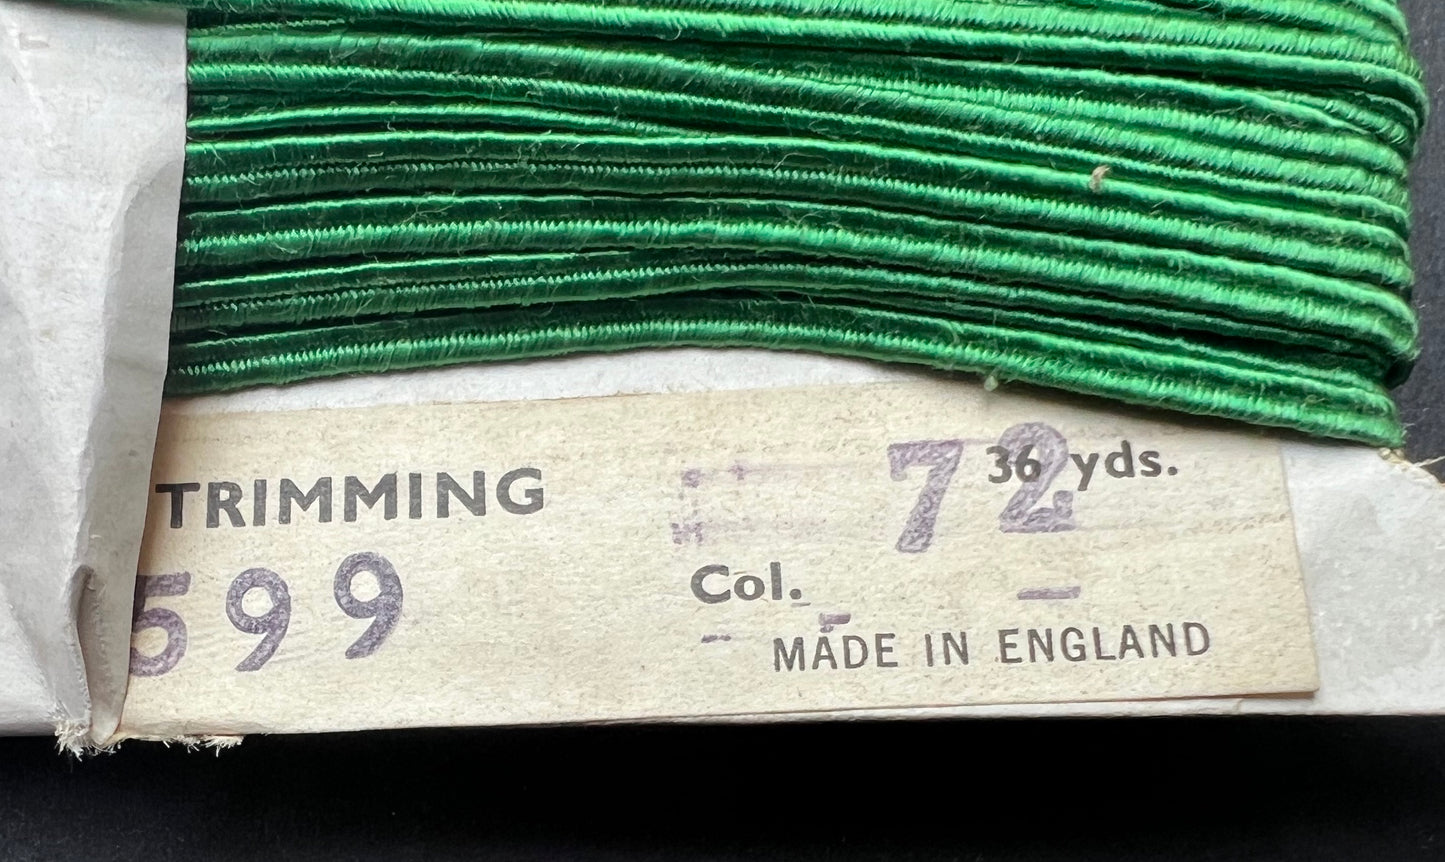 TRIMMING
36 yds.
72
599
Col.
MADE IN ENGLAND